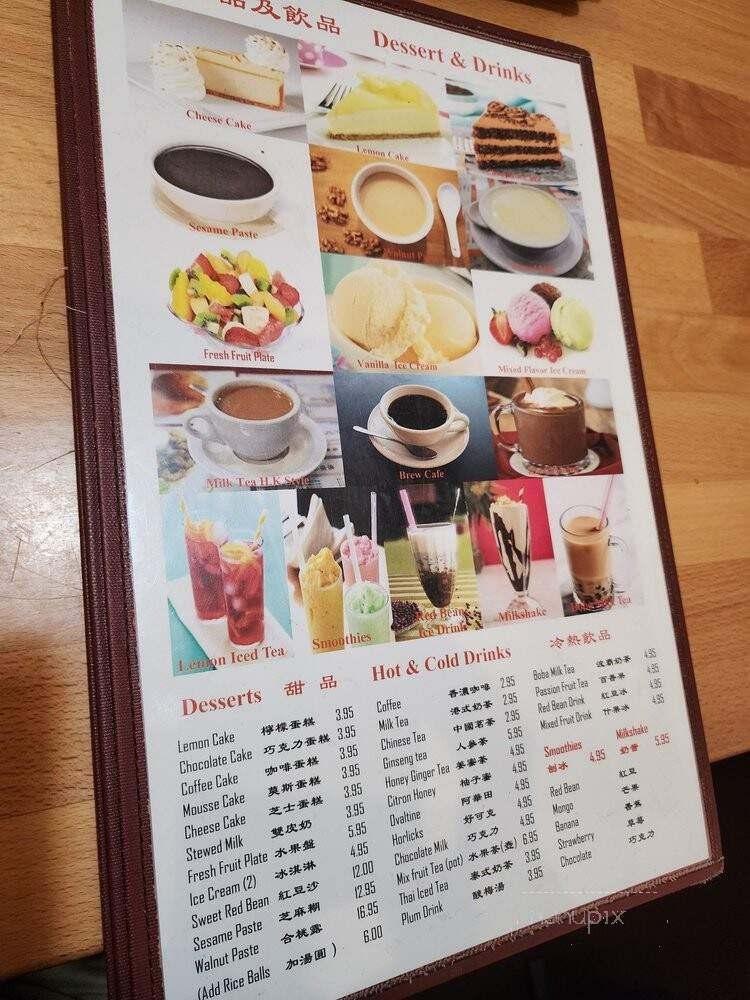 品及飲品 Dessert & Drinks
Cheese Cake
Lemon Cake
Sesame Paste
Walnut
Fresh Fruit Plate
Vanilla Ice Cream
Mixed Flavor Ice Cream
Milk Tea H.K Style
Brew Cafe
Lemon Iced Tea
Smoothies
Red Bean
Ice Drink
Milkshake
Tea
Desserts 甜品
Lemon Cake 檸檬蛋糕 3.95
Chocolate Cake 巧克力蛋糕 3.95
Coffee Cake 咖啡蛋糕 3.95
Mousse Cake 莫斯蛋糕 3.95
Cheese Cake 芝士蛋糕 3.95
Stewed Milk 雙皮奶 5.95
Fresh Fruit Plate 水果盤 4.95
Ice Cream (2) 冰淇淋 12.00
Sweet Red Bean 紅豆沙 12.95
Sesame Paste 芝麻糊 16.95
Walnut Paste 合桃露 6.00
(Add Rice Balls 加湯圓 )
Hot & Cold Drinks 冷熱飲品
Coffee 香濃咖啡 2.95
Milk Tea 港式奶茶 2.95
Chinese Tea 中國茗茶 2.95
Ginseng tea 人參茶 5.95
Honey Ginger Tea 姜蜜茶 4.95
Citron Honey 柚子蜜 4.95
Ovaltine 阿華田 4.95
Horlicks 好可克 4.95
Chocolate Milk 巧克力 4.95
Mix fruit Tea (pot) 水果茶(壺) 6.95
Thai Iced Tea 泰式奶茶 3.95
Plum Drink 酸梅湯 3.95
Boba Milk Tea 波霸奶茶 4.95
Passion Fruit Tea 百香果 4.95
Red Bean Drink 紅豆冰 4.95
Mixed Fruit Drink 什果冰 4.95
Smoothies Milkshake
刨冰 4.95 奶昔 5.95
Red Bean 紅豆
Mongo 芒果
Banana 香蕉
Strawberry 草莓
Chocolate 巧克力
menupix